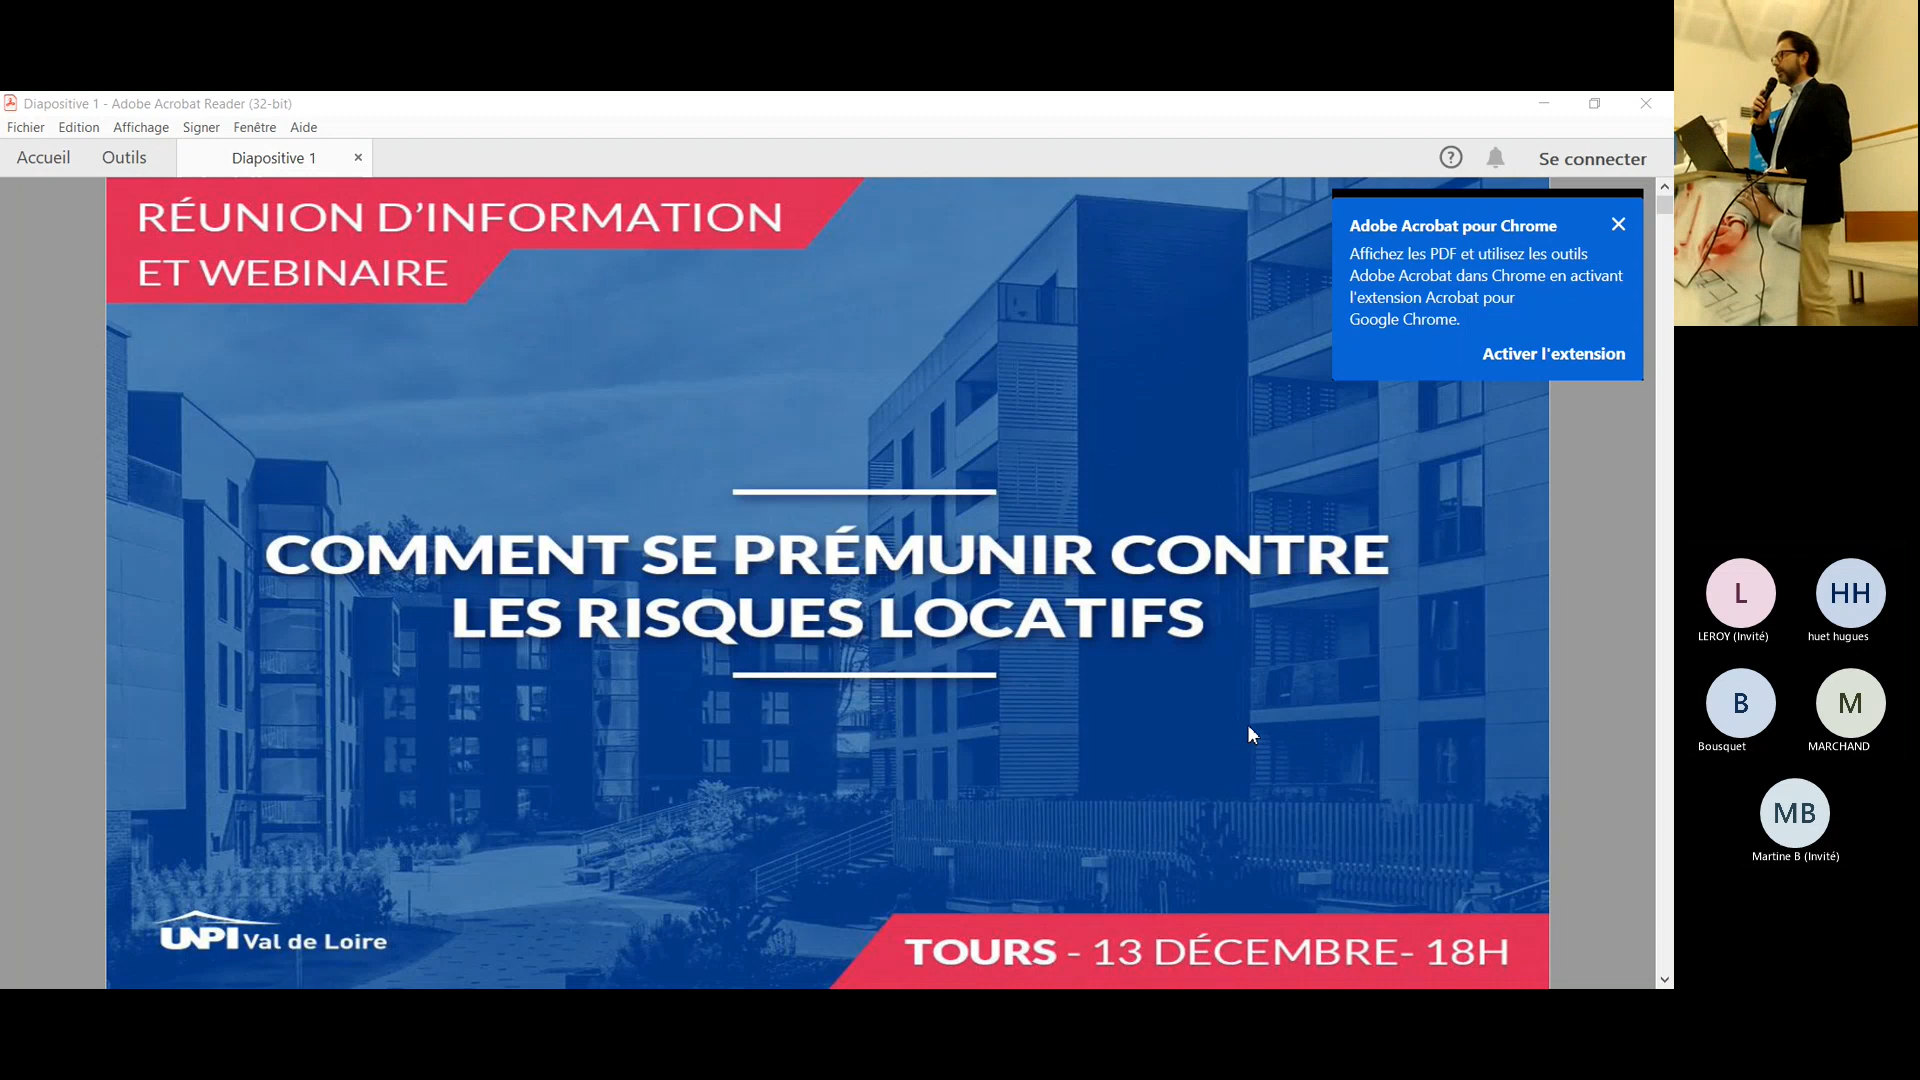 Diapositive 1 - Adobe Acrobat Reader (32-bit)
Fichier Edition Affichage Signer Fenêtre Aide
Accueil Outils Diapositive 1 × ? Se connecter
RÉUNION D'INFORMATION
ET WEBINAIRE
Adobe Acrobat pour Chrome
Affichez les PDF et utilisez les outils
Adobe Acrobat dans Chrome en activant
l'extension Acrobat pour
Google Chrome.
Activer l'extension
COMMENT SE PRÉMUNIR CONTRE
LES RISQUES LOCATIFS
UNPI Val de Loire
TOURS - 13 DÉCEMBRE- 18H
L
LEROY (Invité)
HH
huet hugues
B
Bousquet
M
MARCHAND
MB
Martine B (Invité)